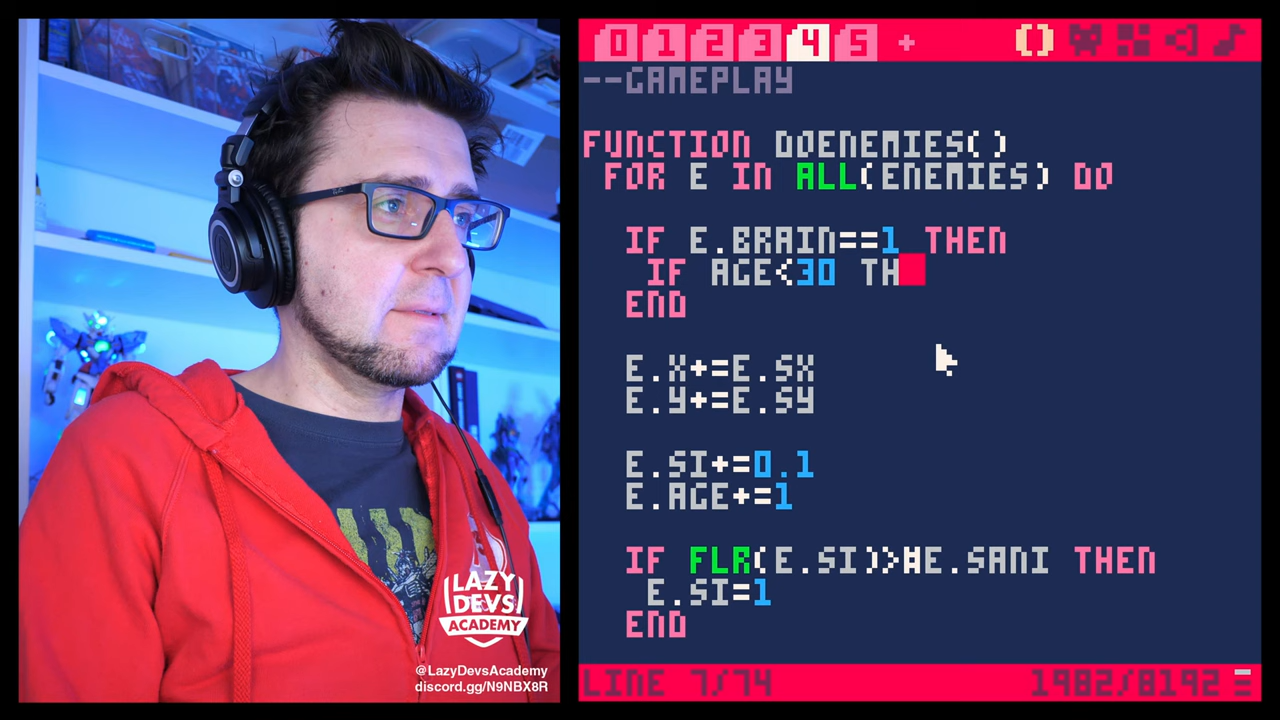 LAZY
DEVS
ACADEMY
@LazyDevsAcademy
discord.gg/N9NBX8R
0 1 2 3 4 5 +
--GAMEPLAY
FUNCTION DOENEMIES()
FOR E IN ALL(ENEMIES) DO
IF E.BRAIN==1 THEN
IF AGE<30 TH
END
E.X+=E.SX
E.Y+=E.SY
E.SI+=0.1
E.AGE+=1
IF FLR(E.SI)>#E.SANI THEN
E.SI=1
END
LINE 7/74
1982/8192